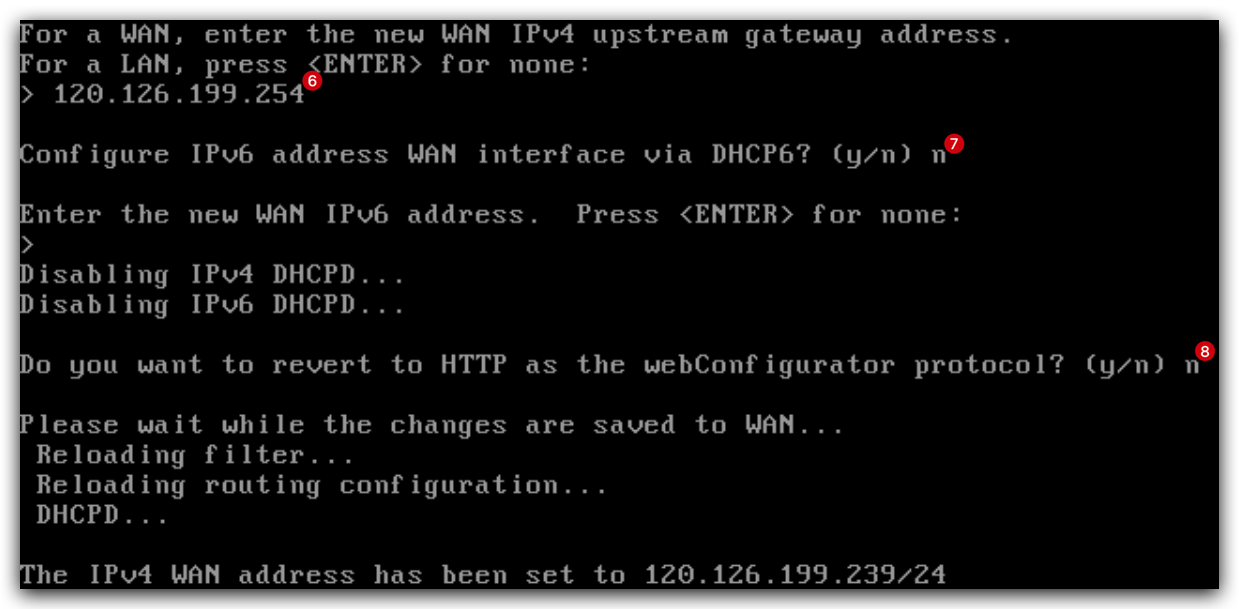 For a WAN, enter the new WAN IPv4 upstream gateway address.
For a LAN, press <ENTER> for none:
> 120.126.199.254 6
Configure IPv6 address WAN interface via DHCP6? (y/n) n 7
Enter the new WAN IPv6 address.  Press <ENTER> for none:
>
Disabling IPv4 DHCPD...
Disabling IPv6 DHCPD...
Do you want to revert to HTTP as the webConfigurator protocol? (y/n) n 8
Please wait while the changes are saved to WAN...
Reloading filter...
Reloading routing configuration...
DHCPD...
The IPv4 WAN address has been set to 120.126.199.239/24